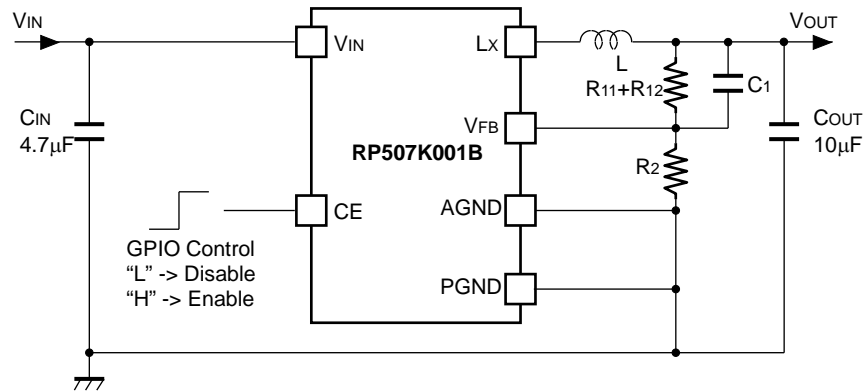 VIN
VOUT
VIN
LX
L
R11+R12
C1
CIN
4.7µF
VFB
COUT
10µF
RP507K001B
R2
CE
AGND
GPIO Control
“L” -> Disable
“H” -> Enable
PGND